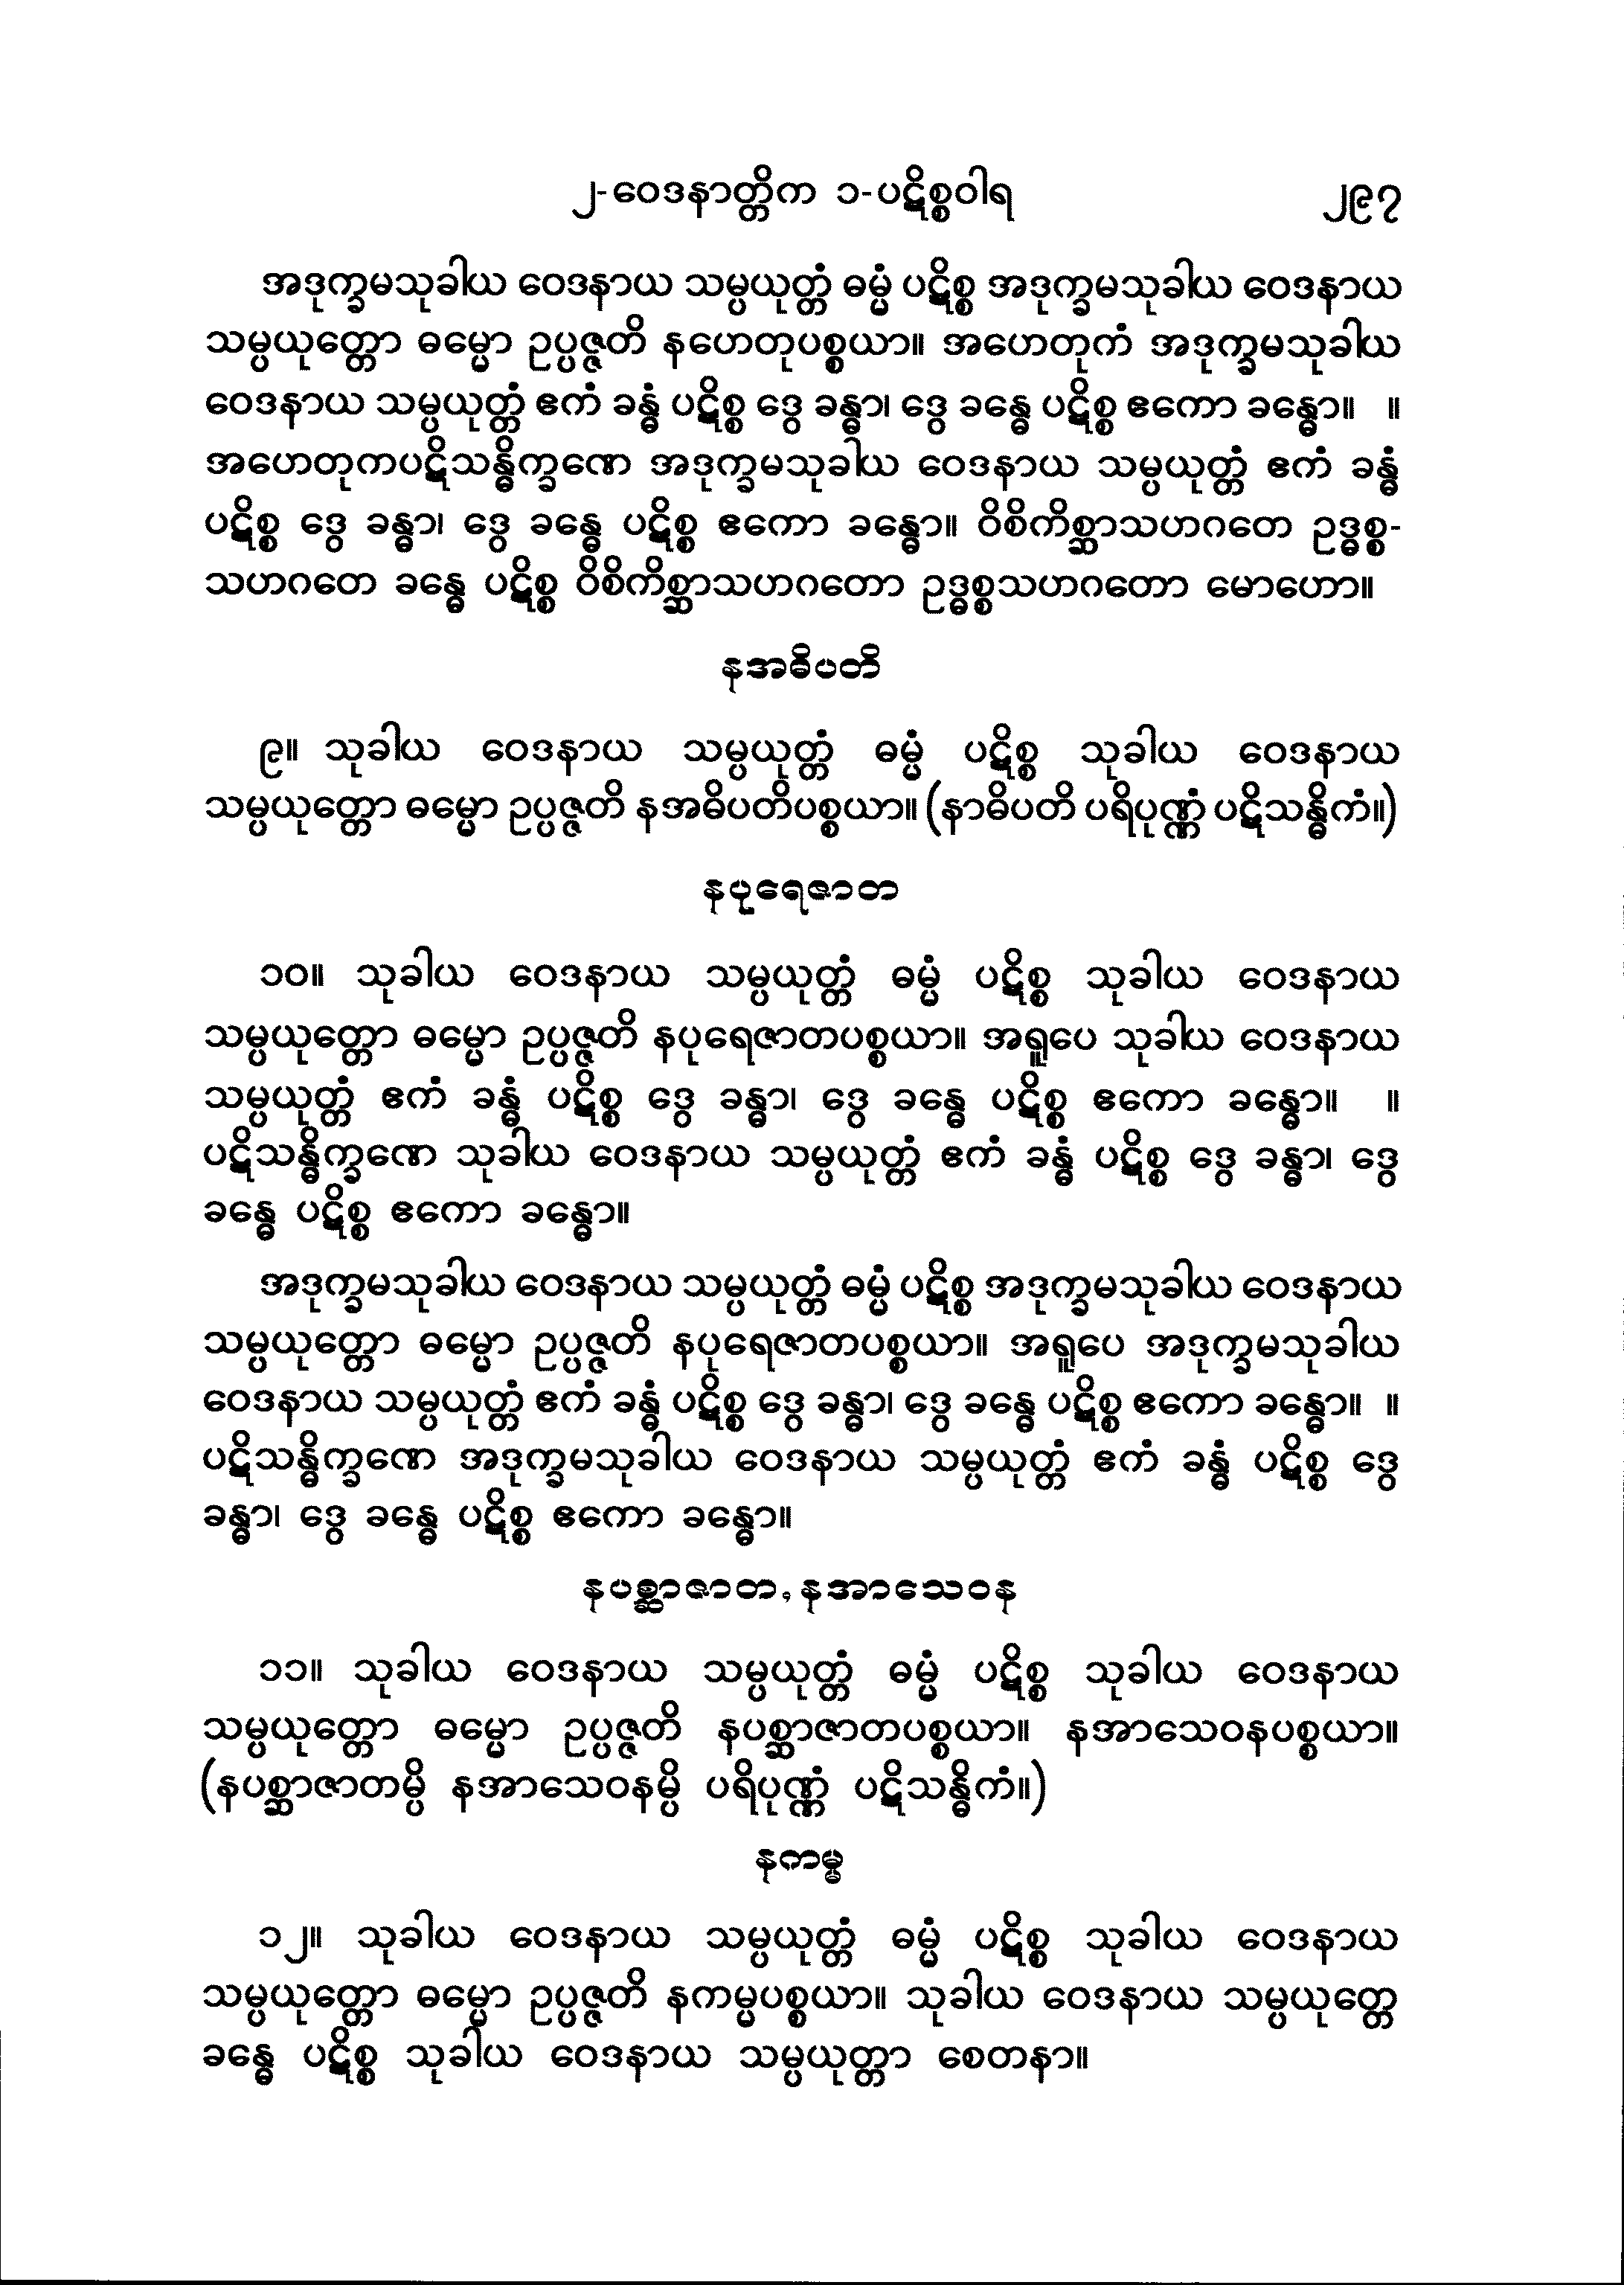 ၂-ဝေဒနာတ္တိက ၁-ပဋိစ္စဝါရ ၂၉၇
အဒုက္ခမသုခါယ ဝေဒနာယ သမ္ပယုတ္တံ ဓမ္မံ ပဋိစ္စ အဒုက္ခမသုခါယ ဝေဒနာယ
သမ္ပယုတ္တော ဓမ္မော ဥပ္ပဇ္ဇတိ နဟေတုပစ္စယာ။ အဟေတုကံ အဒုက္ခမသုခါယ
ဝေဒနာယ သမ္ပယုတ္တံ ဧကံ ခန္ဓံ ပဋိစ္စ ဒွေ ခန္ဓာ၊ ဒွေ ခန္ဓေ ပဋိစ္စ ဧကော ခန္ဓော။ ။
အဟေတုကပဋိသန္ဓိက္ခဏေ အဒုက္ခမသုခါယ ဝေဒနာယ သမ္ပယုတ္တံ ဧကံ ခန္ဓံ
ပဋိစ္စ ဒွေ ခန္ဓာ၊ ဒွေ ခန္ဓေ ပဋိစ္စ ဧကော ခန္ဓော။ ဝိစိကိစ္ဆာသဟဂတေ ဥဒ္ဓစ္စ-
သဟဂတေ ခန္ဓေ ပဋိစ္စ ဝိစိကိစ္ဆာသဟဂတော ဥဒ္ဓစ္စသဟဂတော မောဟော။
နအဓိပတိ
၉။ သုခါယ ဝေဒနာယ သမ္ပယုတ္တံ ဓမ္မံ ပဋိစ္စ သုခါယ ဝေဒနာယ
သမ္ပယုတ္တော ဓမ္မော ဥပ္ပဇ္ဇတိ နအဓိပတိပစ္စယာ။ (နာဓိပတိ ပရိပုဏ္ဏံ ပဋိသန္ဓိကံ။)
နပုရေဇာတ
၁၀။ သုခါယ ဝေဒနာယ သမ္ပယုတ္တံ ဓမ္မံ ပဋိစ္စ သုခါယ ဝေဒနာယ
သမ္ပယုတ္တော ဓမ္မော ဥပ္ပဇ္ဇတိ နပုရေဇာတပစ္စယာ။ အရူပေ သုခါယ ဝေဒနာယ
သမ္ပယုတ္တံ ဧကံ ခန္ဓံ ပဋိစ္စ ဒွေ ခန္ဓာ၊ ဒွေ ခန္ဓေ ပဋိစ္စ ဧကော ခန္ဓော။ ။
ပဋိသန္ဓိက္ခဏေ သုခါယ ဝေဒနာယ သမ္ပယုတ္တံ ဧကံ ခန္ဓံ ပဋိစ္စ ဒွေ ခန္ဓာ၊ ဒွေ
ခန္ဓေ ပဋိစ္စ ဧကော ခန္ဓော။
အဒုက္ခမသုခါယ ဝေဒနာယ သမ္ပယုတ္တံ ဓမ္မံ ပဋိစ္စ အဒုက္ခမသုခါယ ဝေဒနာယ
သမ္ပယုတ္တော ဓမ္မော ဥပ္ပဇ္ဇတိ နပုရေဇာတပစ္စယာ။ အရူပေ အဒုက္ခမသုခါယ
ဝေဒနာယ သမ္ပယုတ္တံ ဧကံ ခန္ဓံ ပဋိစ္စ ဒွေ ခန္ဓာ၊ ဒွေ ခန္ဓေ ပဋိစ္စ ဧကော ခန္ဓော။ ။
ပဋိသန္ဓိက္ခဏေ အဒုက္ခမသုခါယ ဝေဒနာယ သမ္ပယုတ္တံ ဧကံ ခန္ဓံ ပဋိစ္စ ဒွေ
ခန္ဓာ၊ ဒွေ ခန္ဓေ ပဋိစ္စ ဧကော ခန္ဓော။
နပစ္ဆာဇာတ, နအာသေဝန
၁၁။ သုခါယ ဝေဒနာယ သမ္ပယုတ္တံ ဓမ္မံ ပဋိစ္စ သုခါယ ဝေဒနာယ
သမ္ပယုတ္တော ဓမ္မော ဥပ္ပဇ္ဇတိ နပစ္ဆာဇာတပစ္စယာ။ နအာသေဝနပစ္စယာ။
(နပစ္ဆာဇာတမ္ပိ နအာသေဝနမ္ပိ ပရိပုဏ္ဏံ ပဋိသန္ဓိကံ။)
နကမ္မ
၁၂။ သုခါယ ဝေဒနာယ သမ္ပယုတ္တံ ဓမ္မံ ပဋိစ္စ သုခါယ ဝေဒနာယ
သမ္ပယုတ္တော ဓမ္မော ဥပ္ပဇ္ဇတိ နကမ္မပစ္စယာ။ သုခါယ ဝေဒနာယ သမ္ပယုတ္တေ
ခန္ဓေ ပဋိစ္စ သုခါယ ဝေဒနာယ သမ္ပယုတ္တာ စေတနာ။